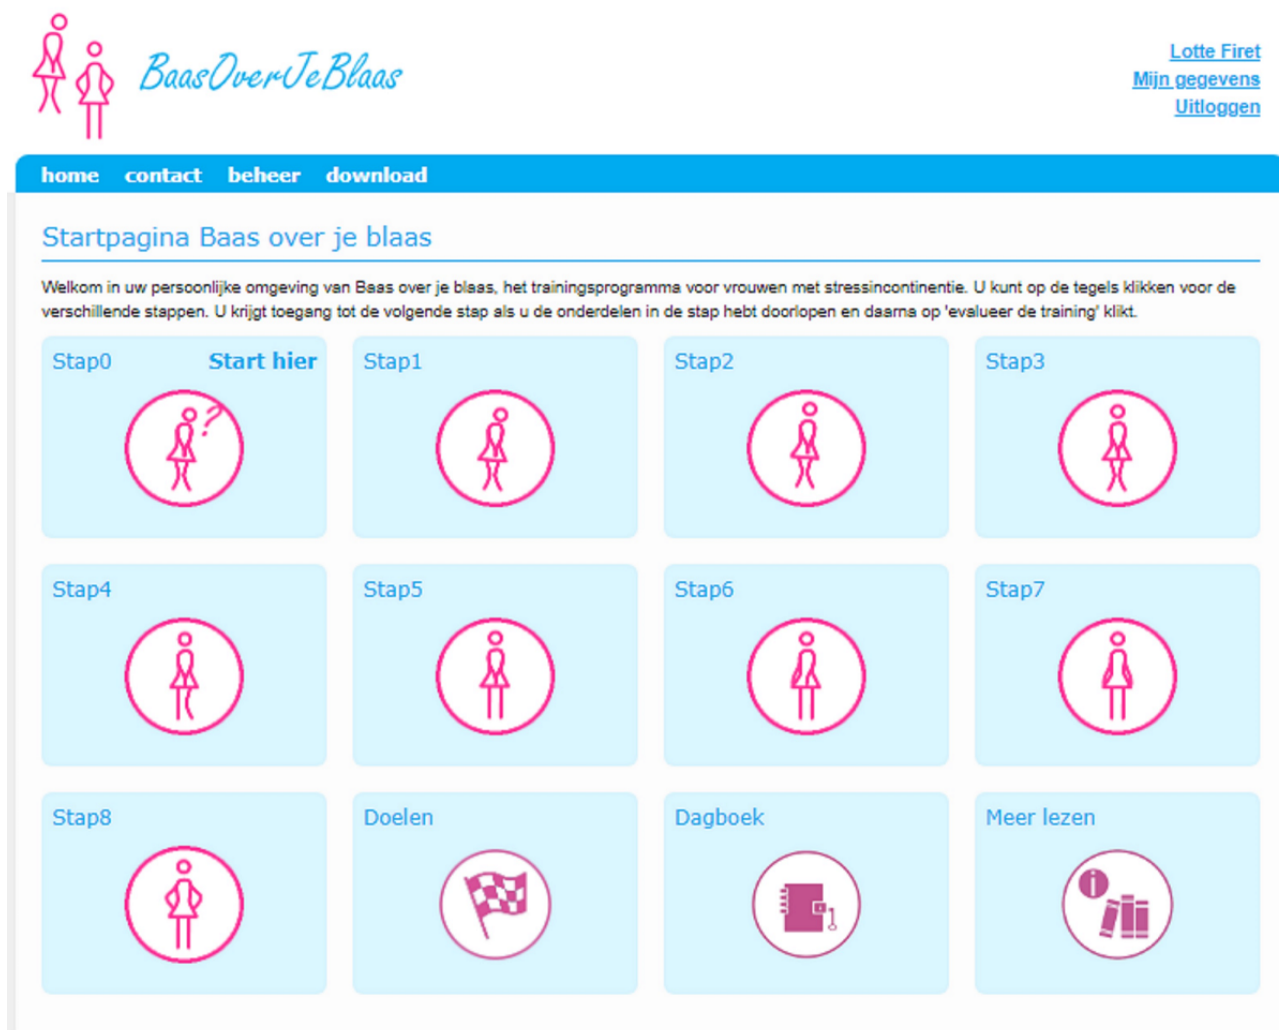 BaasOverJeBlaas
Lotte Firet
Mijn gegevens
Uitloggen
home contact beheer download
Startpagina Baas over je blaas
Welkom in uw persoonlijke omgeving van Baas over je blaas, het trainingsprogramma voor vrouwen met stressincontinentie. U kunt op de tegels klikken voor de
verschillende stappen. U krijgt toegang tot de volgende stap als u de onderdelen in de stap hebt doorlopen en daarna op 'evalueer de training' klikt.
Stap0 Start hier
?
Stap1
Stap2
Stap3
Stap4
Stap5
Stap6
Stap7
Stap8
Doelen
Dagboek
Meer lezen
i